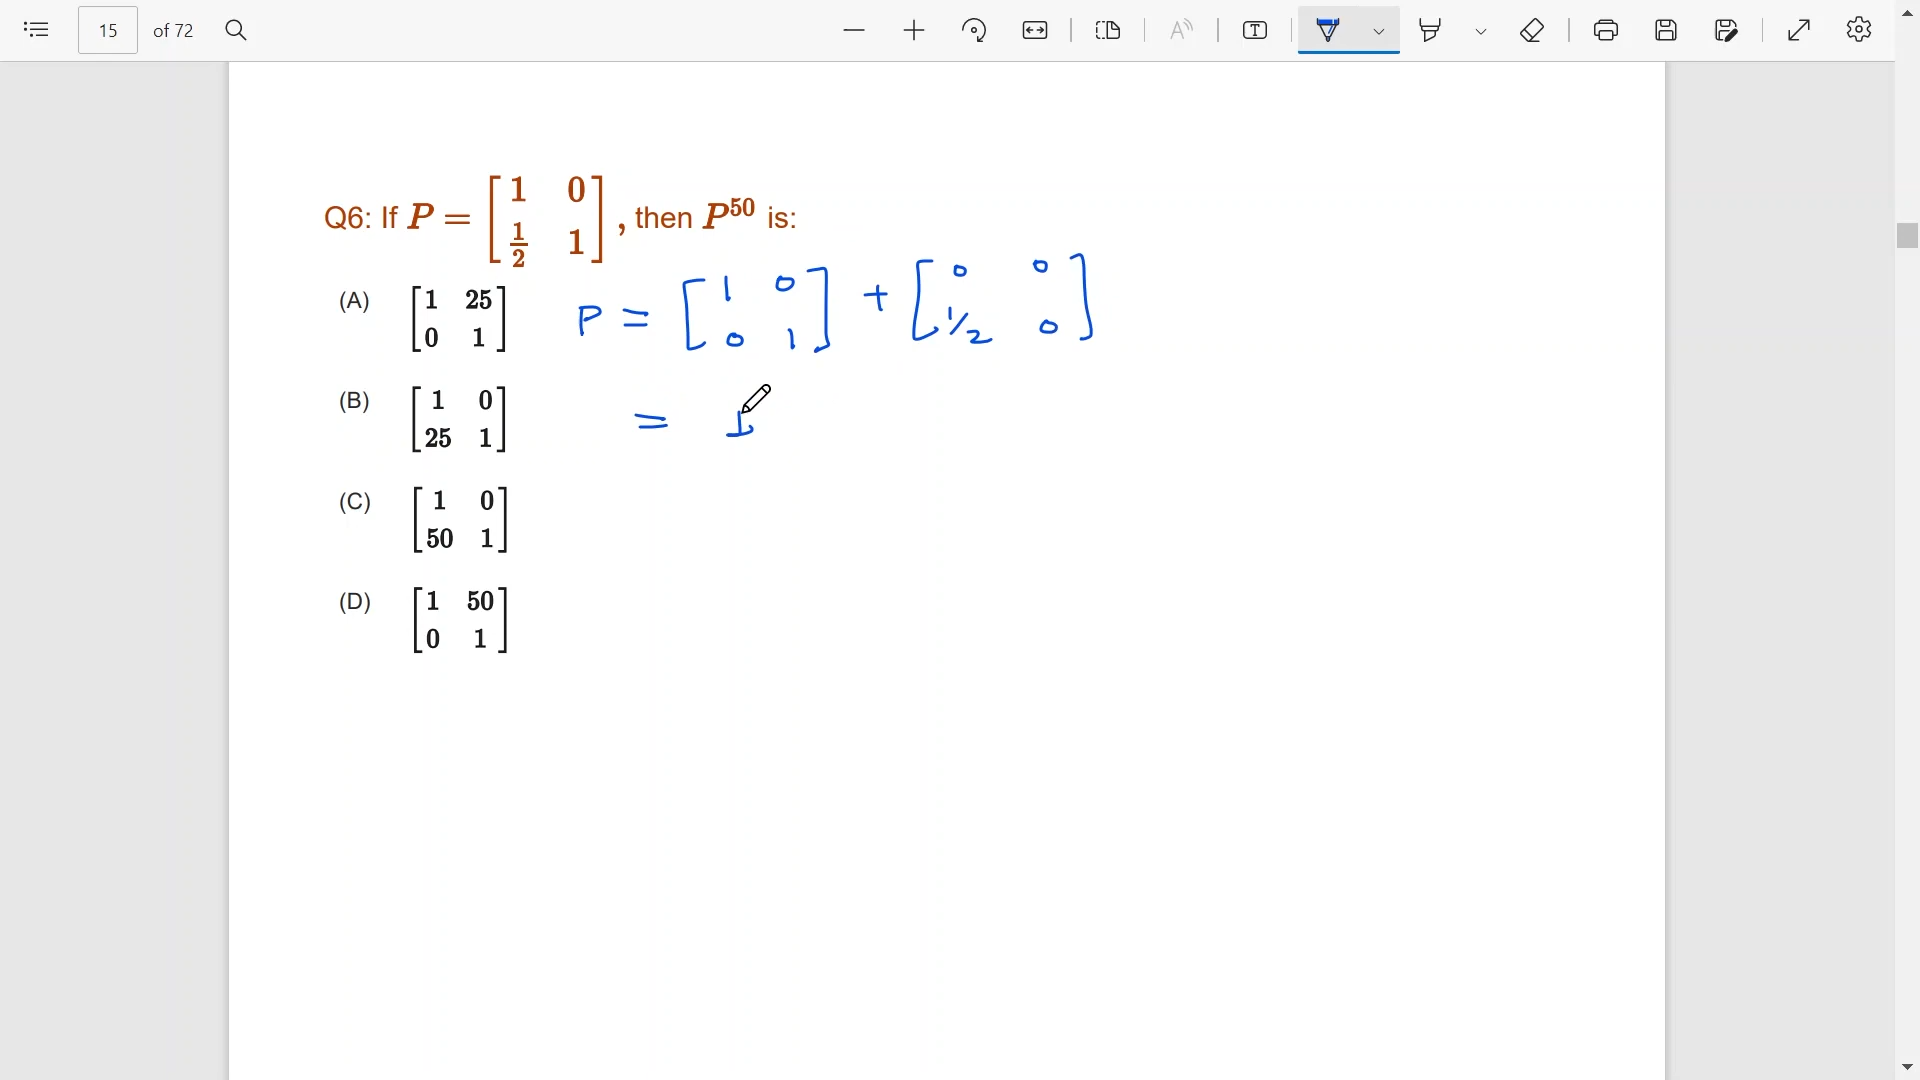 15 of 72
Q6: If P = [1 0; 1/2 1], then P^50 is:
(A) [1 25; 0 1]
P = [1 0; 0 1] + [0 0; 1/2 0]
(B) [1 0; 25 1]
= I
(C) [1 0; 50 1]
(D) [1 50; 0 1]